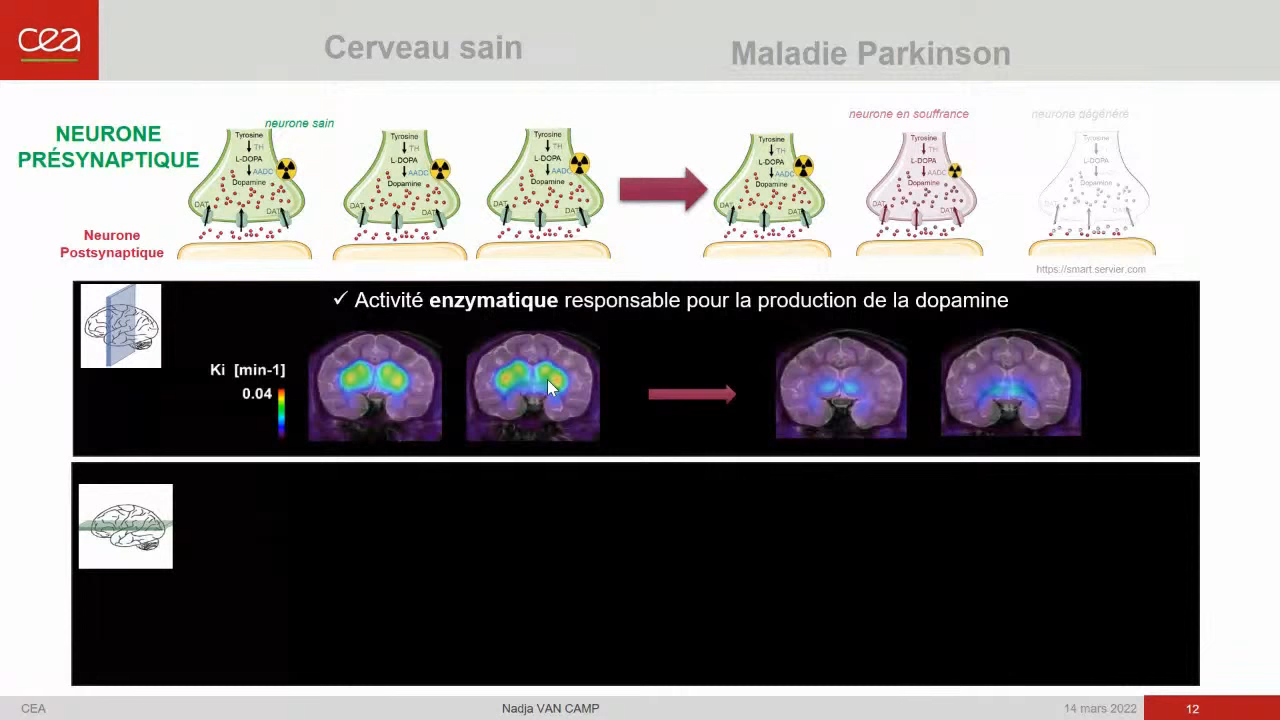 cea
Cerveau sain
Maladie Parkinson
NEURONE
PRÉSYNAPTIQUE
neurone sain
neurone en souffrance
neurone dégénéré
Tyrosine
TH
L-DOPA
AADC
Dopamine
DAT
DAT
Tyrosine
TH
L-DOPA
AADC
Dopamine
DAT
DAT
Tyrosine
TH
L-DOPA
AADC
Dopamine
DAT
DAT
Tyrosine
TH
L-DOPA
AADC
Dopamine
DAT
DAT
Tyrosine
TH
L-DOPA
AADC
Dopamine
DAT
DAT
Tyrosine
TH
L-DOPA
AADC
Dopamine
DAT
DAT
Neurone
Postsynaptique
https://smart.servier.com
✓ Activité enzymatique responsable pour la production de la dopamine
Ki [min-1]
0.04
CEA
Nadja VAN CAMP
14 mars 2022
12